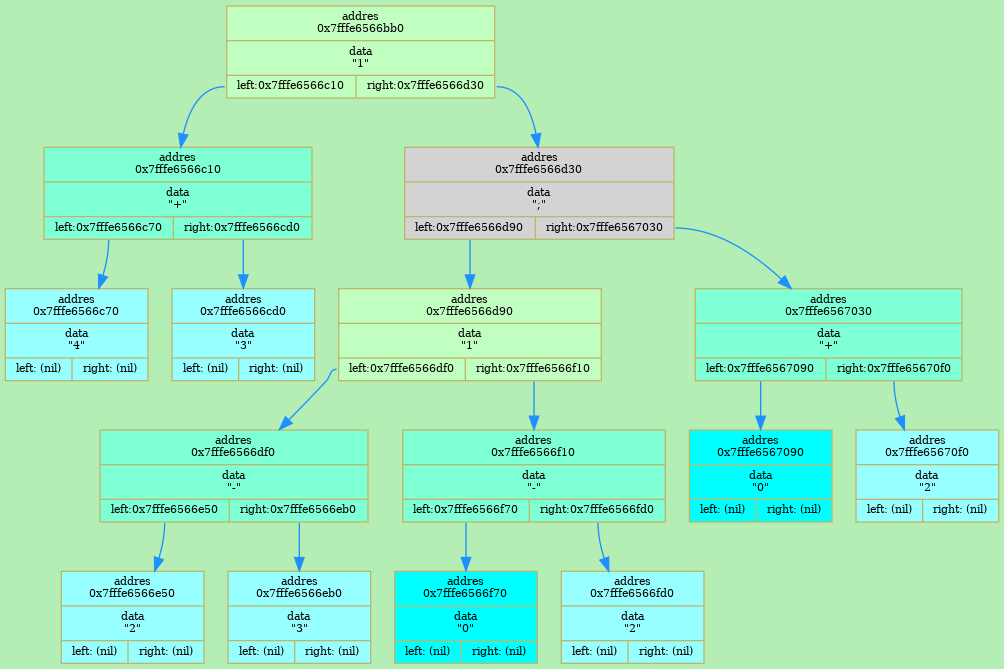 addres
0x7fffe6566bb0
data
"1"
left:0x7fffe6566c10 right:0x7fffe6566d30
addres
0x7fffe6566c10
data
"+"
left:0x7fffe6566c70 right:0x7fffe6566cd0
addres
0x7fffe6566d30
data
";"
left:0x7fffe6566d90 right:0x7fffe6567030
addres
0x7fffe6566c70
data
"4"
left: (nil) right: (nil)
addres
0x7fffe6566cd0
data
"3"
left: (nil) right: (nil)
addres
0x7fffe6566d90
data
"1"
left:0x7fffe6566df0 right:0x7fffe6566f10
addres
0x7fffe6567030
data
"+"
left:0x7fffe6567090 right:0x7fffe65670f0
addres
0x7fffe6566df0
data
"-"
left:0x7fffe6566e50 right:0x7fffe6566eb0
addres
0x7fffe6566f10
data
"-"
left:0x7fffe6566f70 right:0x7fffe6566fd0
addres
0x7fffe6567090
data
"0"
left: (nil) right: (nil)
addres
0x7fffe65670f0
data
"2"
left: (nil) right: (nil)
addres
0x7fffe6566e50
data
"2"
left: (nil) right: (nil)
addres
0x7fffe6566eb0
data
"3"
left: (nil) right: (nil)
addres
0x7fffe6566f70
data
"0"
left: (nil) right: (nil)
addres
0x7fffe6566fd0
data
"2"
left: (nil) right: (nil)